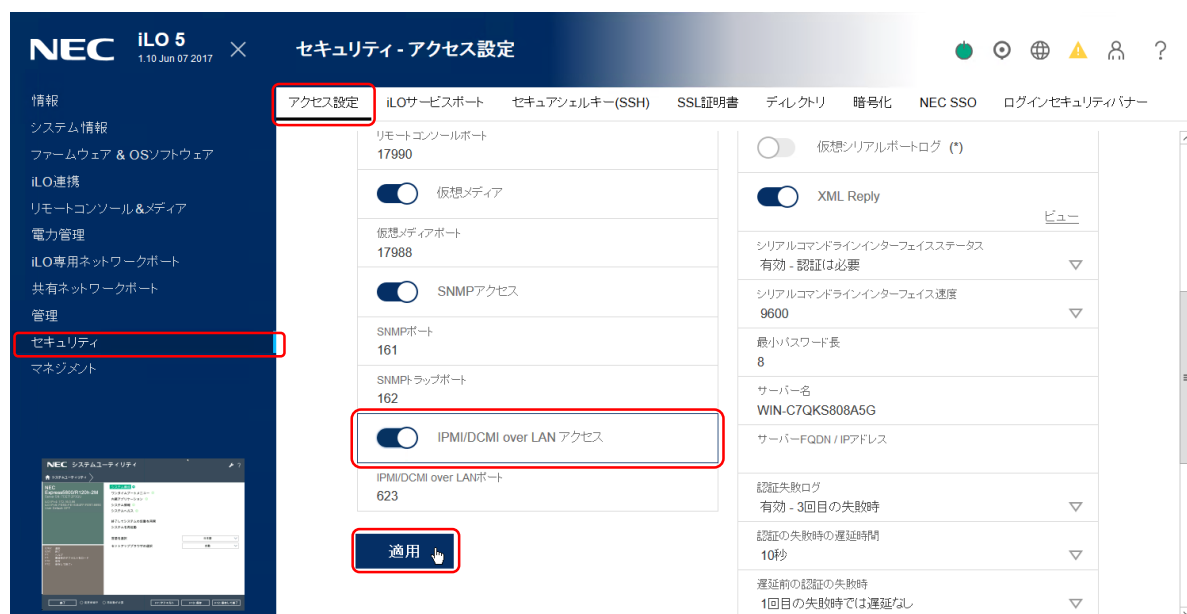 NEC iLO 5
1.10 Jun 07 2017
セキュリティ - アクセス設定
?
情報
システム情報
ファームウェア & OSソフトウェア
iLO連携
リモートコンソール&メディア
電力管理
iLO専用ネットワークポート
共有ネットワークポート
管理
セキュリティ
マネジメント
アクセス設定 iLOサービスポート セキュアシェルキー(SSH) SSL証明書 ディレクトリ 暗号化 NEC SSO ログインセキュリティバナー
リモートコンソールポート
17990
仮想メディア
仮想メディアポート
17988
SNMPアクセス
SNMPポート
161
SNMPトラップポート
162
IPMI/DCMI over LAN アクセス
IPMI/DCMI over LANポート
623
適用
仮想シリアルポートログ (*)
XML Reply
ビュー
シリアルコマンドラインインターフェイスステータス
有効 - 認証は必要
シリアルコマンドラインインターフェイス速度
9600
最小パスワード長
8
サーバー名
WIN-C7QKS808A5G
サーバーFQDN / IPアドレス
認証失敗ログ
有効 - 3回目の失敗時
認証の失敗時の遅延時間
10秒
遅延前の認証の失敗時
1回目の失敗時では遅延なし
NEC システムユーティリティ